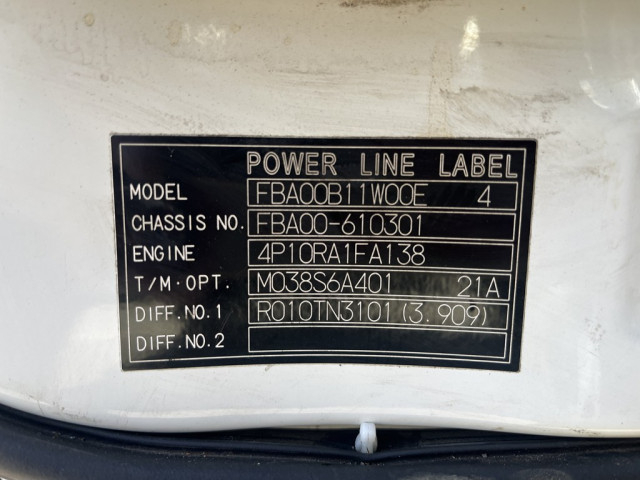 POWER LINE LABEL
MODEL FBA00B11W00E 4
CHASSIS NO. FBA00-610301
ENGINE 4P10RA1FA138
T/M·OPT. M038S6A401 21A
DIFF.NO.1 R010TN3101(3.909)
DIFF.NO.2